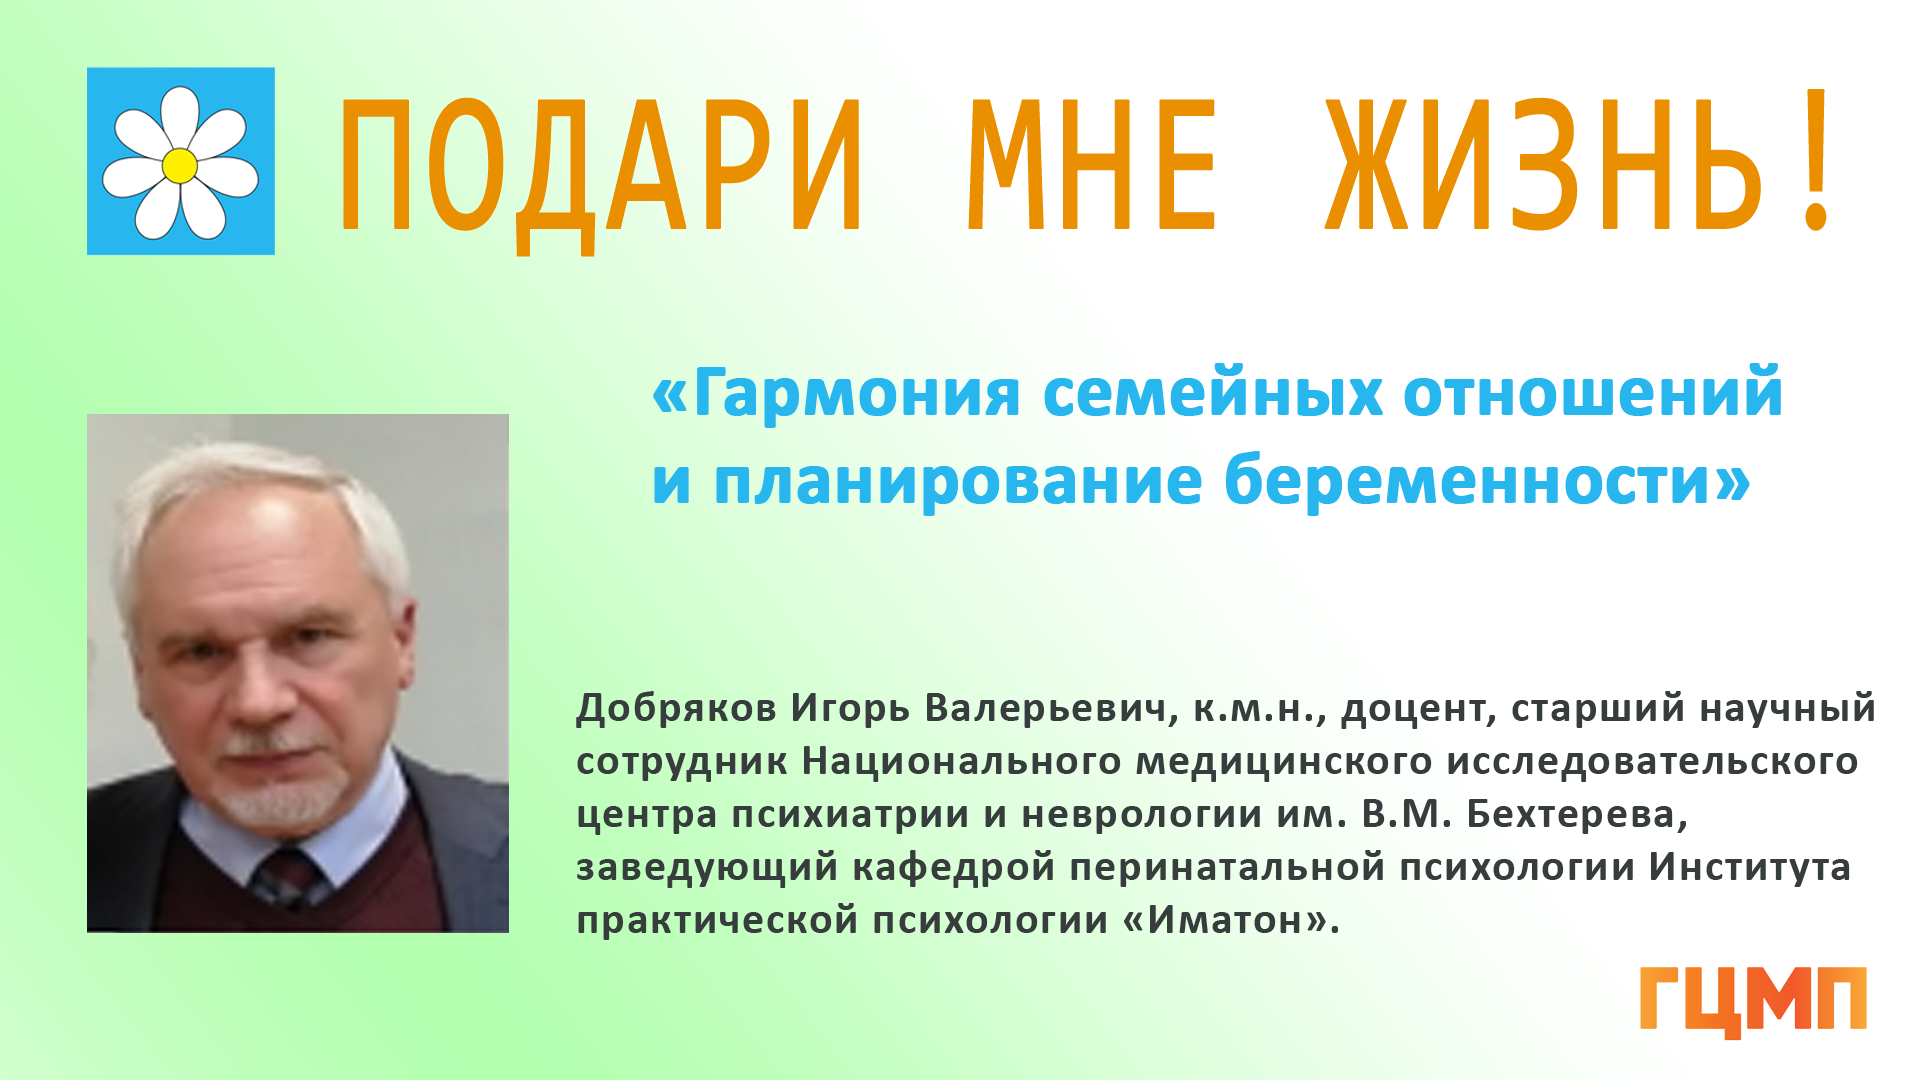 ПОДАРИ МНЕ ЖИЗНЬ!
«Гармония семейных отношений
и планирование беременности»
Добряков Игорь Валерьевич, к.м.н., доцент, старший научный
сотрудник Национального медицинского исследовательского
центра психиатрии и неврологии им. В.М. Бехтерева,
заведующий кафедрой перинатальной психологии Института
практической психологии «Иматон».
ГЦМП